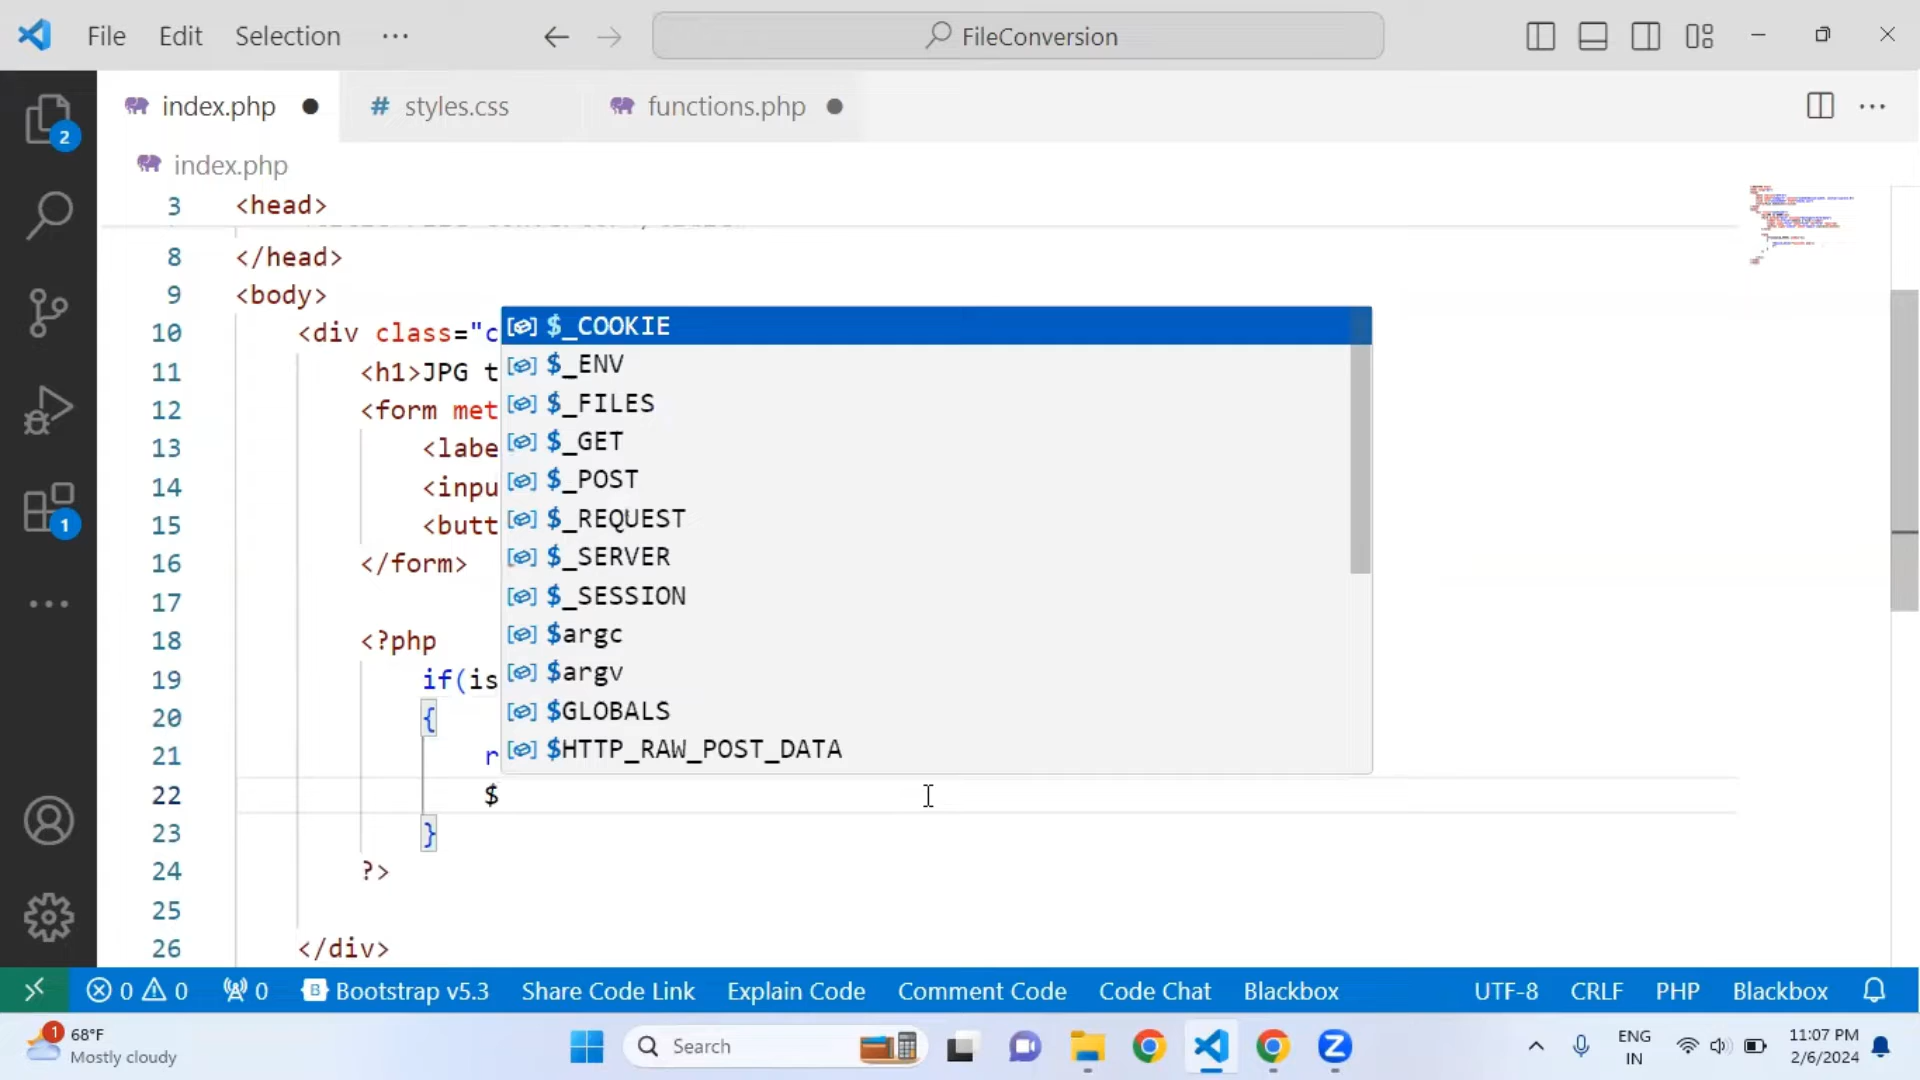 File Edit Selection ··· FileConversion
index.php styles.css functions.php
index.php
3 <head>
8 </head>
9 <body>
10 <div class="c
11 <h1>JPG t
12 <form met
13 <labe
14 <inpu
15 <butt
16 </form>
17
18 <?php
19 if(is
20 {
21 r
22 $
23 }
24 ?>
25
26 </div>
$_COOKIE
$_ENV
$_FILES
$_GET
$_POST
$_REQUEST
$_SERVER
$_SESSION
$argc
$argv
$GLOBALS
$HTTP_RAW_POST_DATA
2
1
0 0 0 Bootstrap v5.3 Share Code Link Explain Code Comment Code Code Chat Blackbox UTF-8 CRLF PHP Blackbox
1 68°F
Mostly cloudy
Search
ENG
IN
11:07 PM
2/6/2024